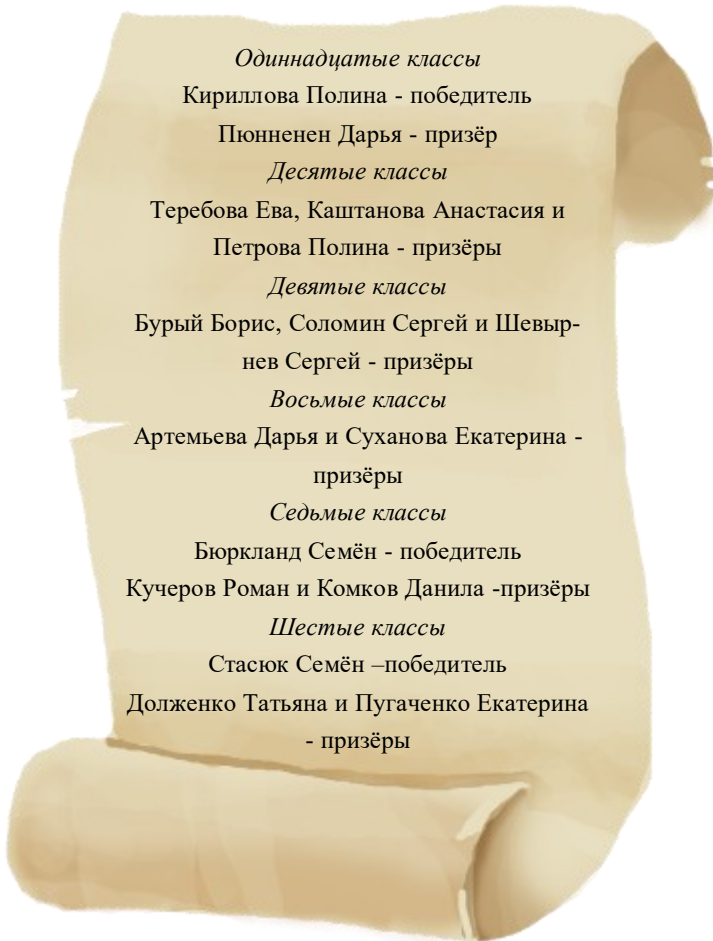 Одиннадцатые классы
Кириллова Полина - победитель
Пюнненен Дарья - призёр
Десятые классы
Теребова Ева, Каштанова Анастасия и
Петрова Полина - призёры
Девятые классы
Бурый Борис, Соломин Сергей и Шевыр-
нев Сергей - призёры
Восьмые классы
Артемьева Дарья и Суханова Екатерина -
призёры
Седьмые классы
Бюркланд Семён - победитель
Кучеров Роман и Комков Данила -призёры
Шестые классы
Стасюк Семён –победитель
Долженко Татьяна и Пугаченко Екатерина
- призёры